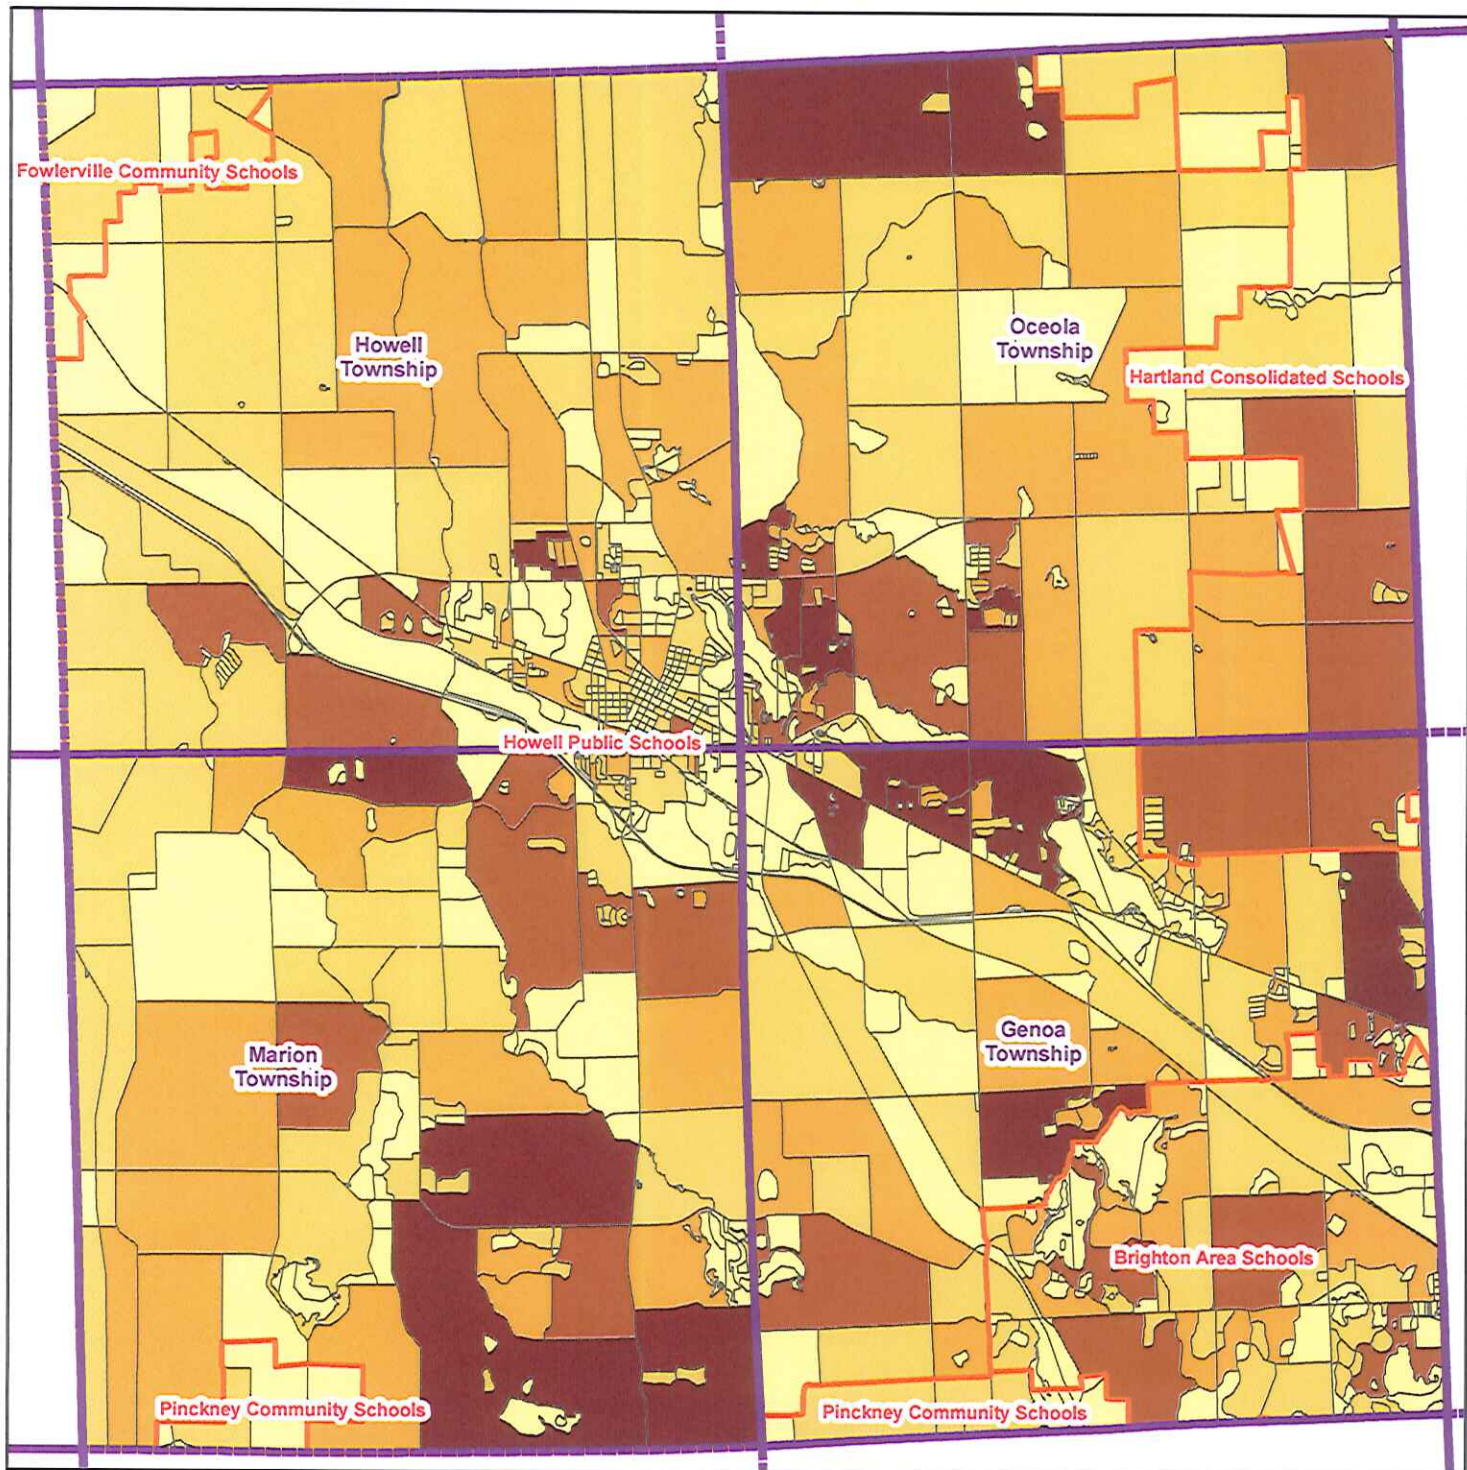 Fowlerville Community Schools
Howell
Township
Oceola
Township
Hartland Consolidated Schools
Howell Public Schools
Marion
Township
Genoa
Township
Brighton Area Schools
Pinckney Community Schools
Pinckney Community Schools